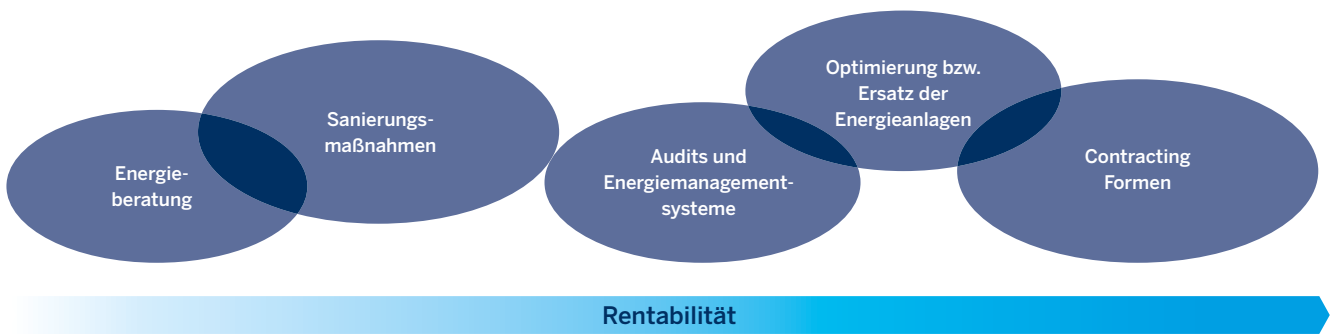 Energie-
beratung
Sanierungs-
maßnahmen
Audits und
Energiemanagement-
systeme
Optimierung bzw.
Ersatz der
Energieanlagen
Contracting
Formen
Rentabilität